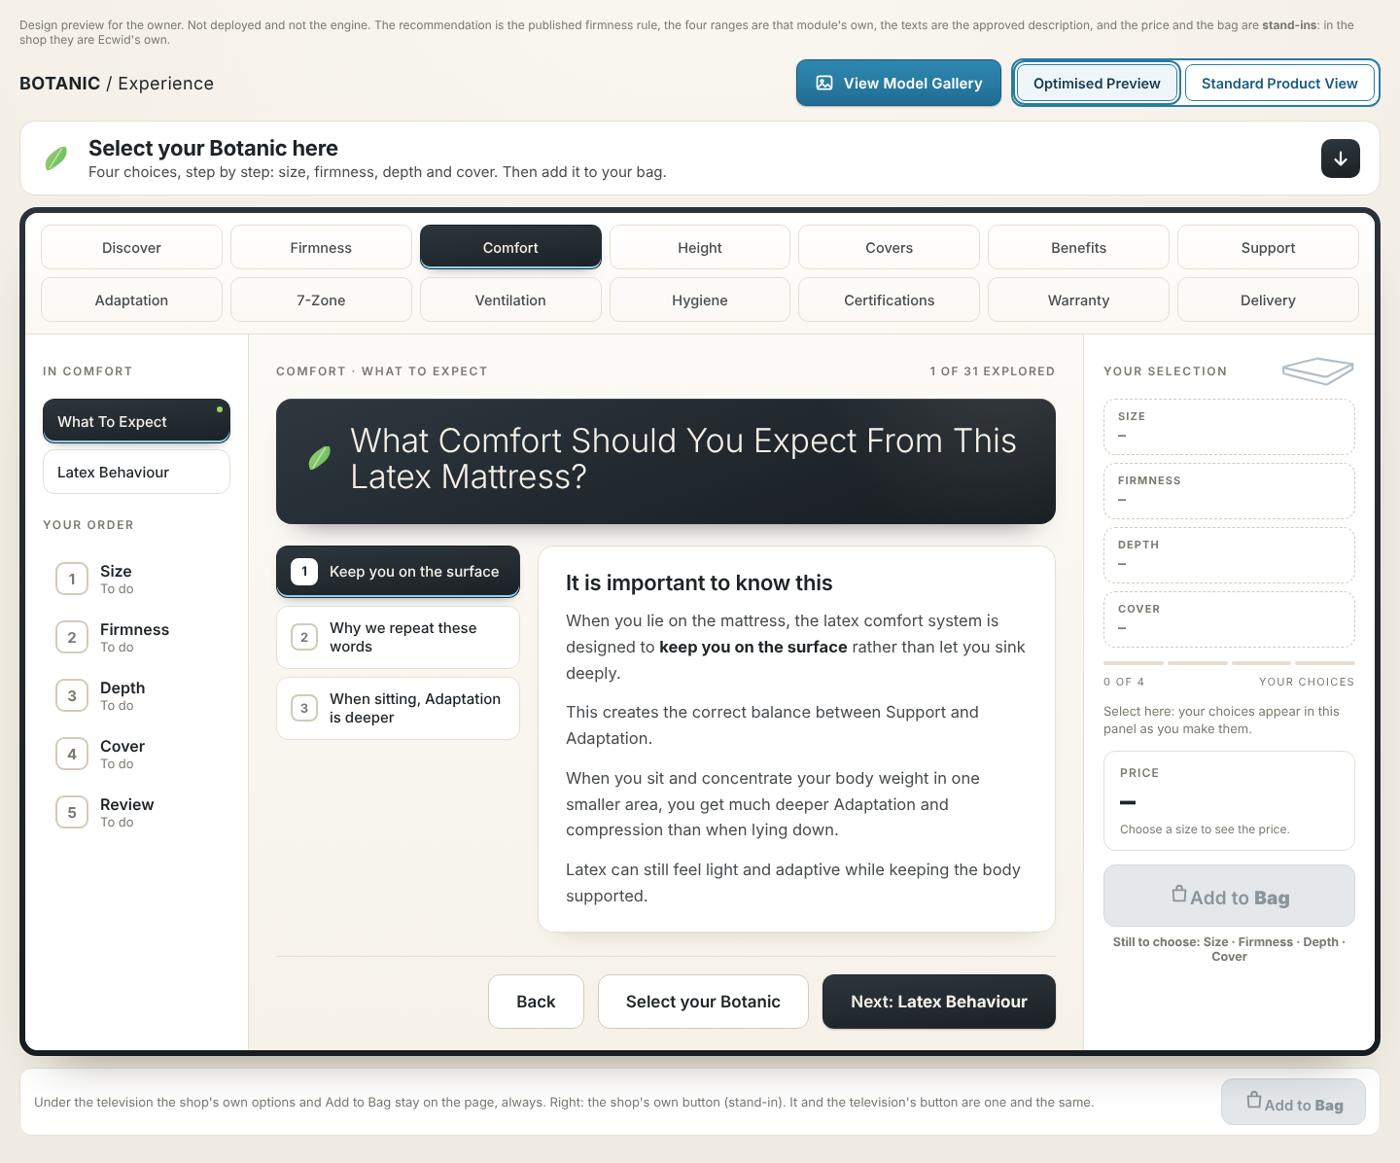 Design preview for the owner. Not deployed and not the engine. The recommendation is the published firmness rule, the four ranges are that module's own, the texts are the approved description, and the price and the bag are stand-ins: in the
shop they are Ecwid's own.
BOTANIC / Experience
View Model Gallery
Optimised Preview
Standard Product View
Select your Botanic here
Four choices, step by step: size, firmness, depth and cover. Then add it to your bag.
Discover
Firmness
Comfort
Height
Covers
Benefits
Support
Adaptation
7-Zone
Ventilation
Hygiene
Certifications
Warranty
Delivery
IN COMFORT
What To Expect
Latex Behaviour
YOUR ORDER
1
Size
To do
2
Firmness
To do
3
Depth
To do
4
Cover
To do
5
Review
To do
COMFORT · WHAT TO EXPECT
1 OF 31 EXPLORED
What Comfort Should You Expect From This
Latex Mattress?
1
Keep you on the surface
2
Why we repeat these
words
3
When sitting, Adaptation
is deeper
It is important to know this
When you lie on the mattress, the latex comfort system is
designed to keep you on the surface rather than let you sink
deeply.
This creates the correct balance between Support and
Adaptation.
When you sit and concentrate your body weight in one
smaller area, you get much deeper Adaptation and
compression than when lying down.
Latex can still feel light and adaptive while keeping the body
supported.
Back
Select your Botanic
Next: Latex Behaviour
YOUR SELECTION
SIZE
–
FIRMNESS
–
DEPTH
–
COVER
–
0 OF 4
YOUR CHOICES
Select here: your choices appear in this
panel as you make them.
PRICE
–
Choose a size to see the price.
Add to Bag
Still to choose: Size · Firmness · Depth ·
Cover
Under the television the shop's own options and Add to Bag stay on the page, always. Right: the shop's own button (stand-in). It and the television's button are one and the same.
Add to Bag